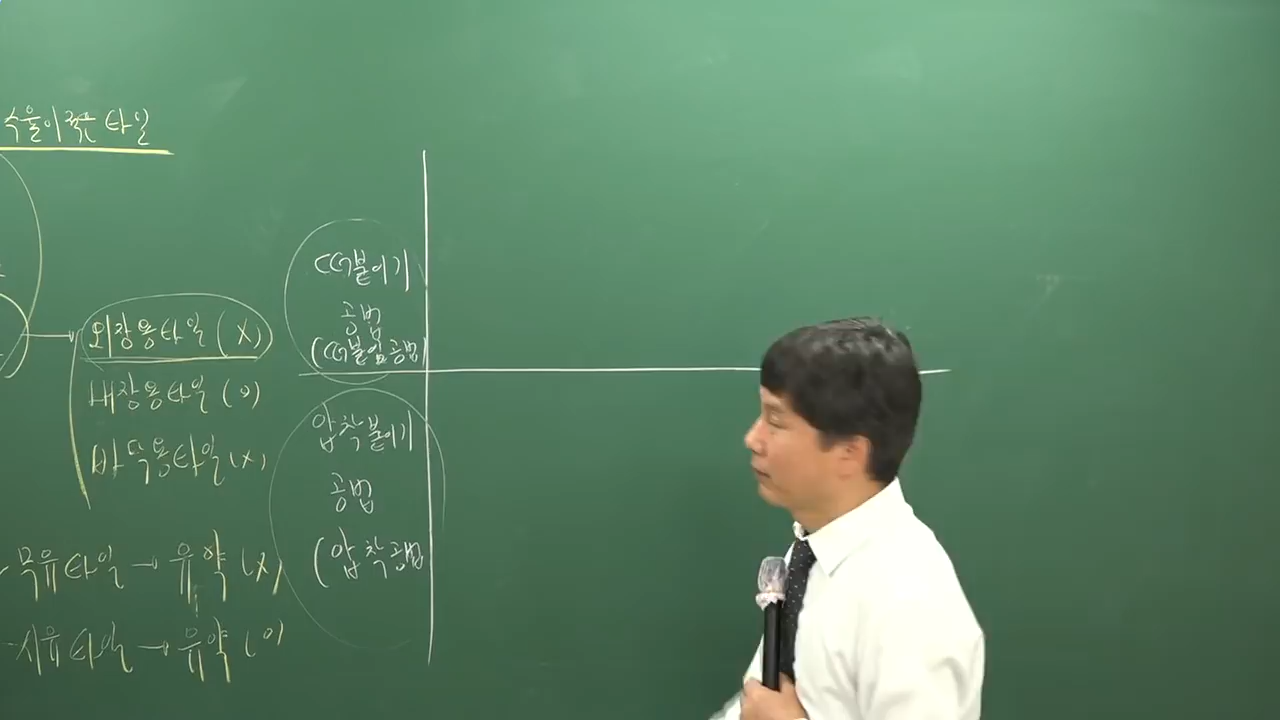 수율이 적은 타일
외장용타일 (X)
내장용타일 (O)
바닥용타일 (X)
무유타일 → 유약 (X)
시유타일 → 유약 (O)
떠붙이기
공법
(떠붙임공법)
압착붙이기
공법
(압착공법